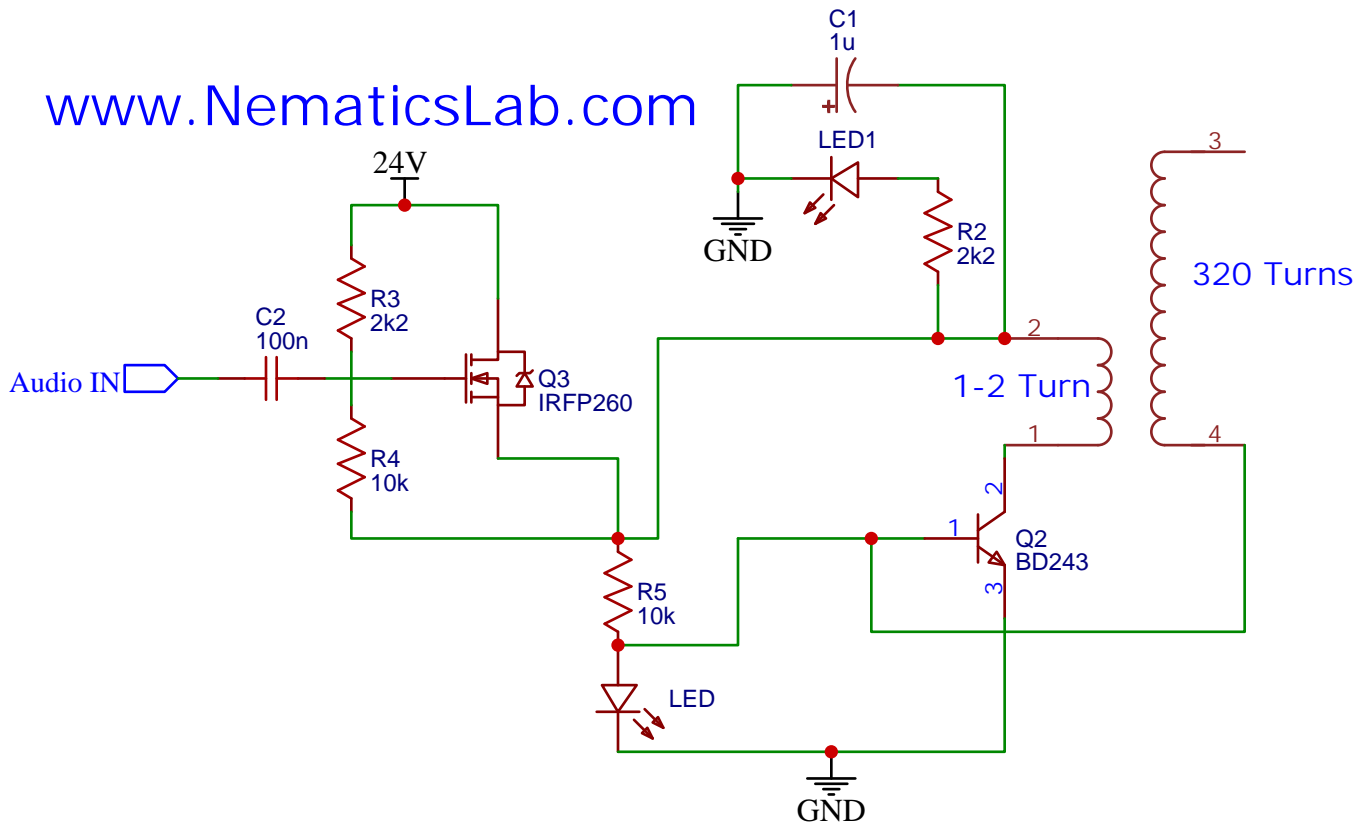 C1
1u
www.NematicsLab.com
LED1
24V
3
GND
R2
2k2
320 Turns
R3
2k2
C2
100n
2
Audio IN
Q3
IRFP260
1-2 Turn
1
4
R4
10k
2
1
Q2
BD243
3
R5
10k
LED
GND